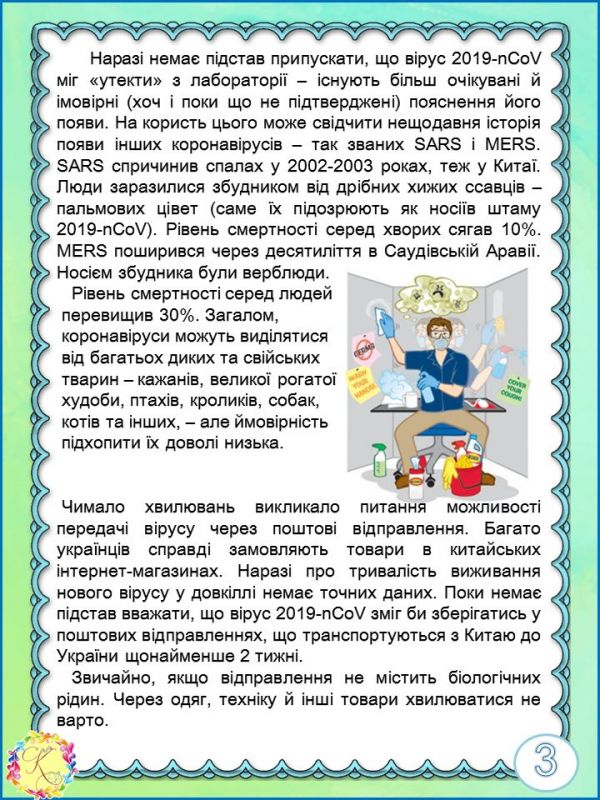 Наразі немає підстав припускати, що вірус 2019-nCoV
міг «утекти» з лабораторії – існують більш очікувані й
імовірні (хоч і поки що не підтверджені) пояснення його
появи. На користь цього може свідчити нещодавня історія
появи інших коронавірусів – так званих SARS і MERS.
SARS спричинив спалах у 2002-2003 роках, теж у Китаї.
Люди заразилися збудником від дрібних хижих ссавців –
пальмових цівет (саме їх підозрюють як носіїв штаму
2019-nCoV). Рівень смертності серед хворих сягав 10%.
MERS поширився через десятиліття в Саудівській Аравії.
Носієм збудника були верблюди.
Рівень смертності серед людей
перевищив 30%. Загалом,
коронавіруси можуть виділятися
від багатьох диких та свійських
тварин – кажанів, великої рогатої
худоби, птахів, кроликів, собак,
котів та інших, – але ймовірність
підхопити їх доволі низька.
GERMS
WASH
YOUR
HANDS!
COVER
YOUR
COUGH!
Чимало хвилювань викликало питання можливості
передачі вірусу через поштові відправлення. Багато
українців справді замовляють товари в китайських
інтернет-магазинах. Наразі про тривалість виживання
нового вірусу у довкіллі немає точних даних. Поки немає
підстав вважати, що вірус 2019-nCoV зміг би зберігатись у
поштових відправленнях, що транспортуються з Китаю до
України щонайменше 2 тижні.
Звичайно, якщо відправлення не містить біологічних
рідин. Через одяг, техніку й інші товари хвилюватися не
варто.
K
3